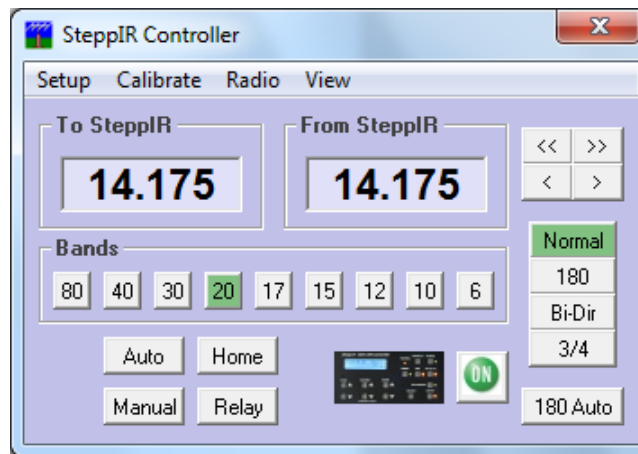 SteppIR Controller
Setup Calibrate Radio View
To SteppIR From SteppIR
14.175 14.175
<< >>
< >
Bands
80 40 30 20 17 15 12 10 6
Normal
180
Bi-Dir
3/4
Auto Home
Manual Relay
ON
180 Auto